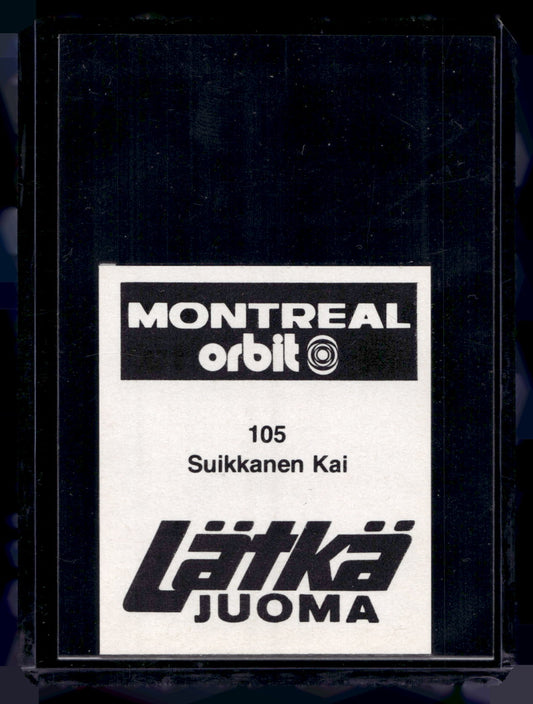 MONTREAL
orbit
105
Suikkanen Kai
Lätkä
JUOMA